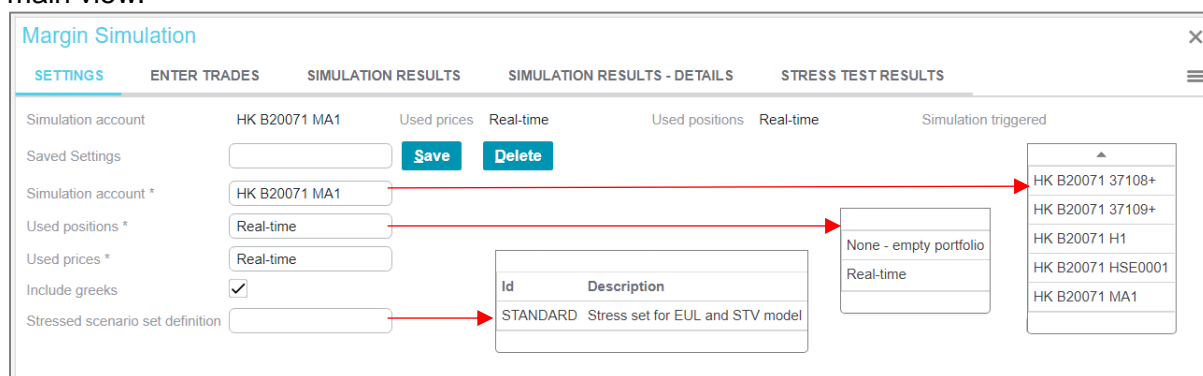 main view.
Margin Simulation
SETTINGS ENTER TRADES SIMULATION RESULTS SIMULATION RESULTS - DETAILS STRESS TEST RESULTS
Simulation account HK B20071 MA1 Used prices Real-time Used positions Real-time Simulation triggered
Saved Settings Save Delete
Simulation account * HK B20071 MA1
Used positions * Real-time
Used prices * Real-time
Include greeks
Stressed scenario set definition
Id Description
STANDARD Stress set for EUL and STV model
None - empty portfolio
Real-time
HK B20071 37108+
HK B20071 37109+
HK B20071 H1
HK B20071 HSE0001
HK B20071 MA1